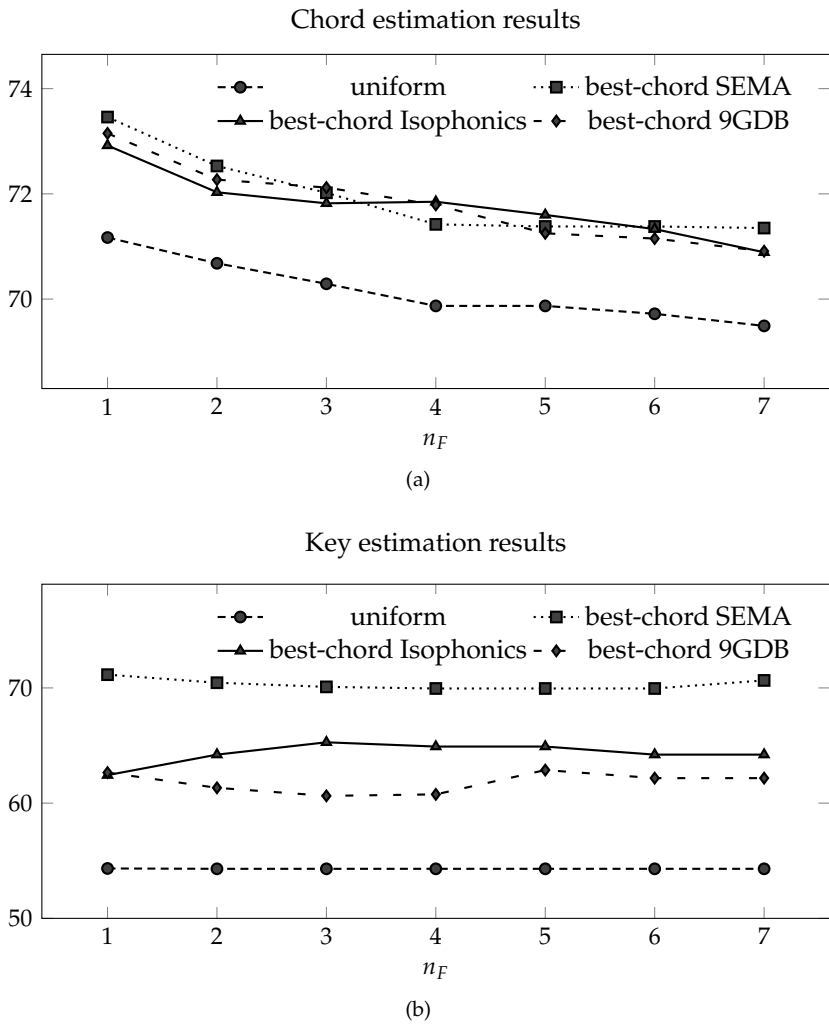 Chord estimation results
74
72
70
uniform
best-chord SEMA
best-chord Isophonics
best-chord 9GDB
1 2 3 4 5 6 7
n_F
(a)
Key estimation results
70
60
50
uniform
best-chord SEMA
best-chord Isophonics
best-chord 9GDB
1 2 3 4 5 6 7
n_F
(b)